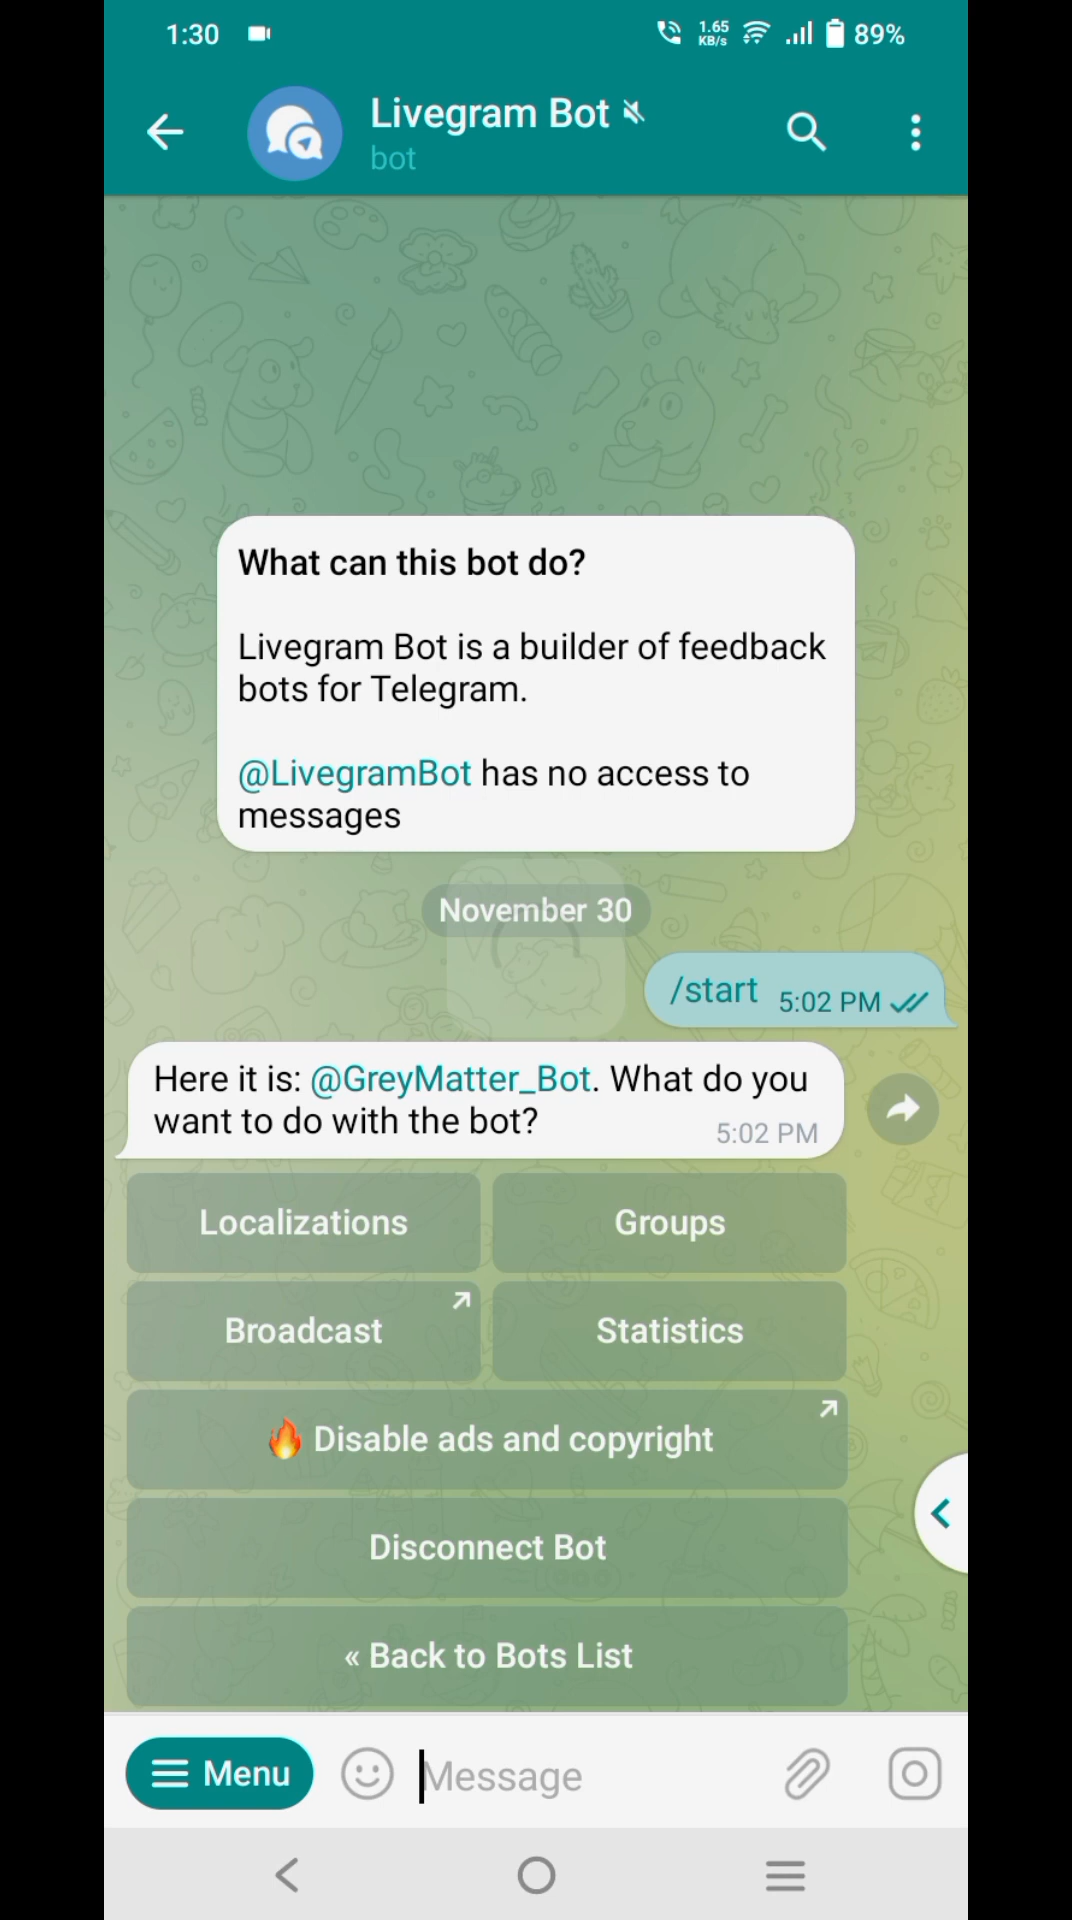 1:30 1.65 KB/s 89%
Livegram Bot
bot
What can this bot do?
Livegram Bot is a builder of feedback
bots for Telegram.
@LivegramBot has no access to
messages
November 30
/start 5:02 PM
Here it is: @GreyMatter_Bot. What do you
want to do with the bot? 5:02 PM
Localizations Groups
Broadcast Statistics
🔥 Disable ads and copyright
Disconnect Bot
« Back to Bots List
Menu Message